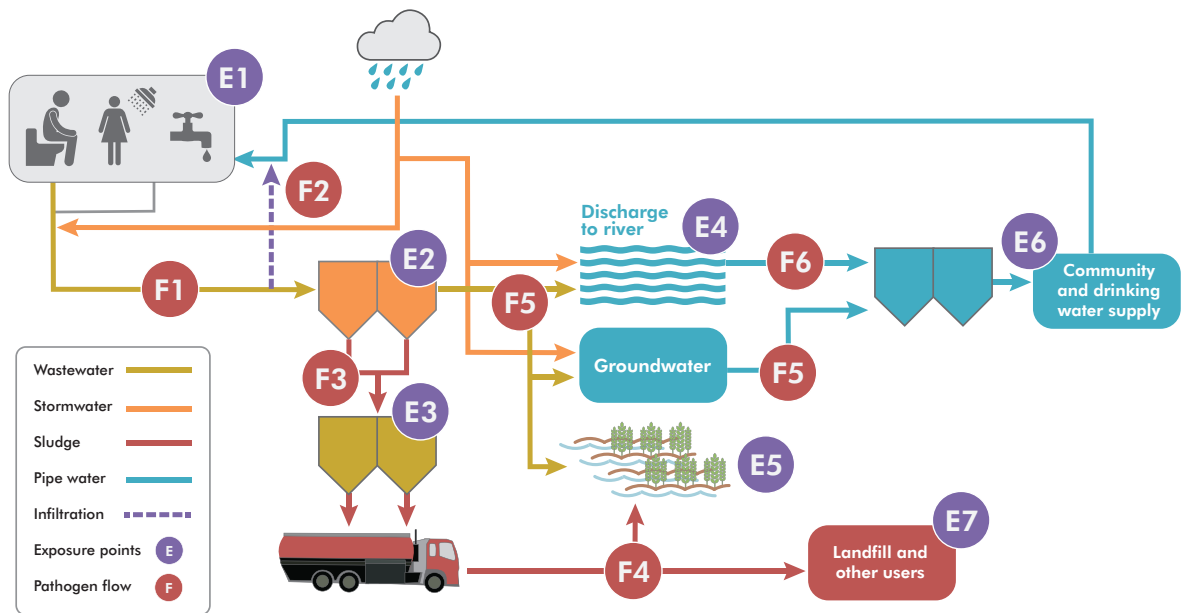 E1
F2
Discharge
to river
E4
E2
F6
E6
Community
and drinking
water supply
F1
F5
Groundwater
F5
F3
E3
E5
Wastewater
Stormwater
Sludge
Pipe water
Infiltration
Exposure points E
Pathogen flow F
F4
E7
Landfill and
other users